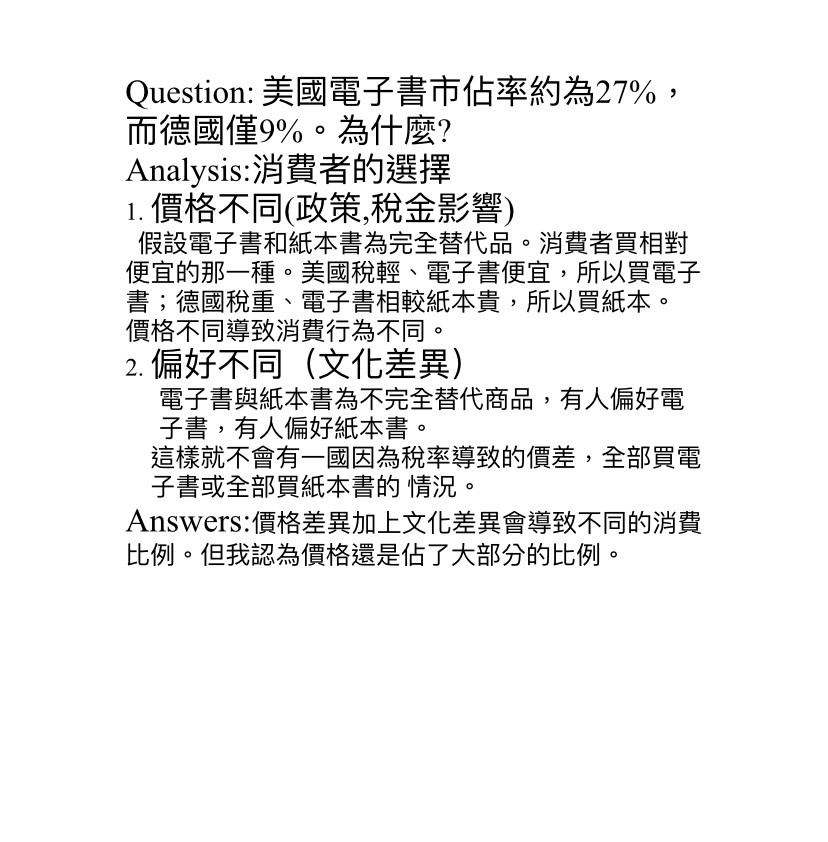 Question: 美國電子書市佔率約為27%，
而德國僅9%。為什麼?
Analysis:消費者的選擇
1. 價格不同(政策,稅金影響)
假設電子書和紙本書為完全替代品。消費者買相對
便宜的那一種。美國稅輕、電子書便宜，所以買電子
書；德國稅重、電子書相較紙本貴，所以買紙本。
價格不同導致消費行為不同。
2. 偏好不同（文化差異）
電子書與紙本書為不完全替代商品，有人偏好電
子書，有人偏好紙本書。
這樣就不會有一國因為稅率導致的價差，全部買電
子書或全部買紙本書的 情況。
Answers:價格差異加上文化差異會導致不同的消費
比例。但我認為價格還是佔了大部分的比例。